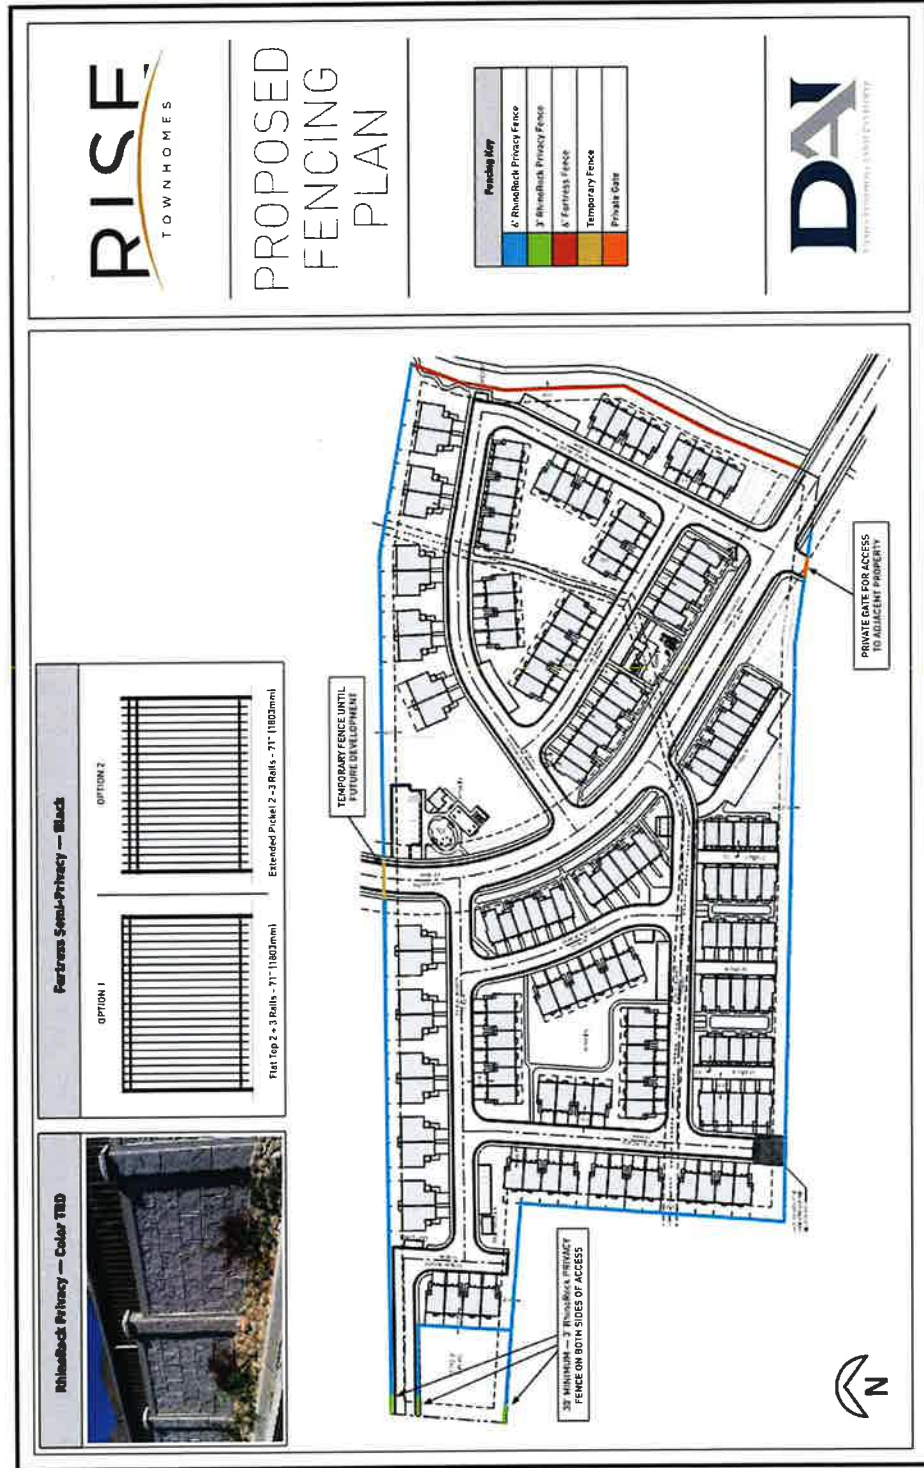 RISE
TOWNHOMES
PROPOSED
FENCING
PLAN
Fencing Key
6' RhinoRock Privacy Fence
3' RhinoRock Privacy Fence
6' Fortress Fence
Temporary Fence
Private Gate
DAI
RhinoRock Privacy — Color TBD
Fortress Semi-Privacy — Black
OPTION 1
Flat Top 2 + 3 Rails - 71" (1803mm)
OPTION 2
Extended Picket 2 + 3 Rails - 71" (1803mm)
TEMPORARY FENCE UNTIL
FUTURE DEVELOPMENT
PRIVATE GATE FOR ACCESS
TO ADJACENT PROPERTY
30' MINIMUM — 3' RhinoRock PRIVACY
FENCE ON BOTH SIDES OF ACCESS
N